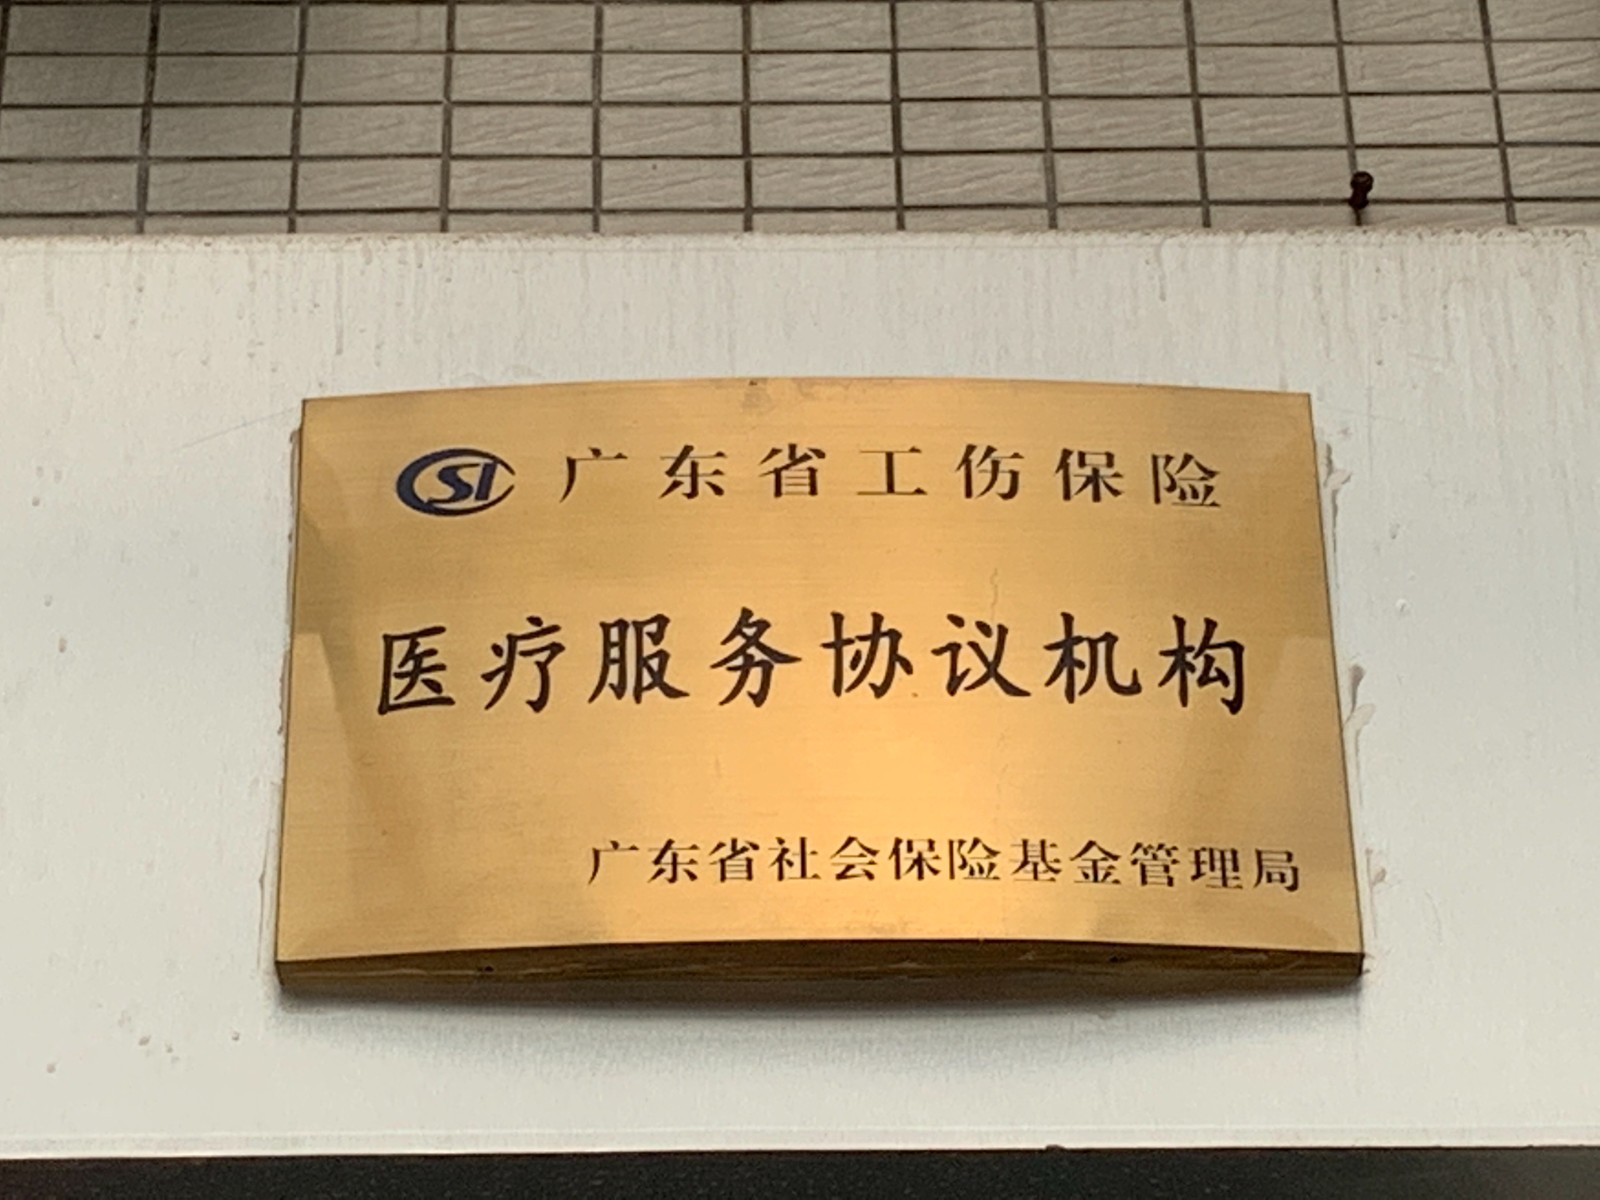 CSI 广东省工伤保险
医疗服务协议机构
广东省社会保险基金管理局